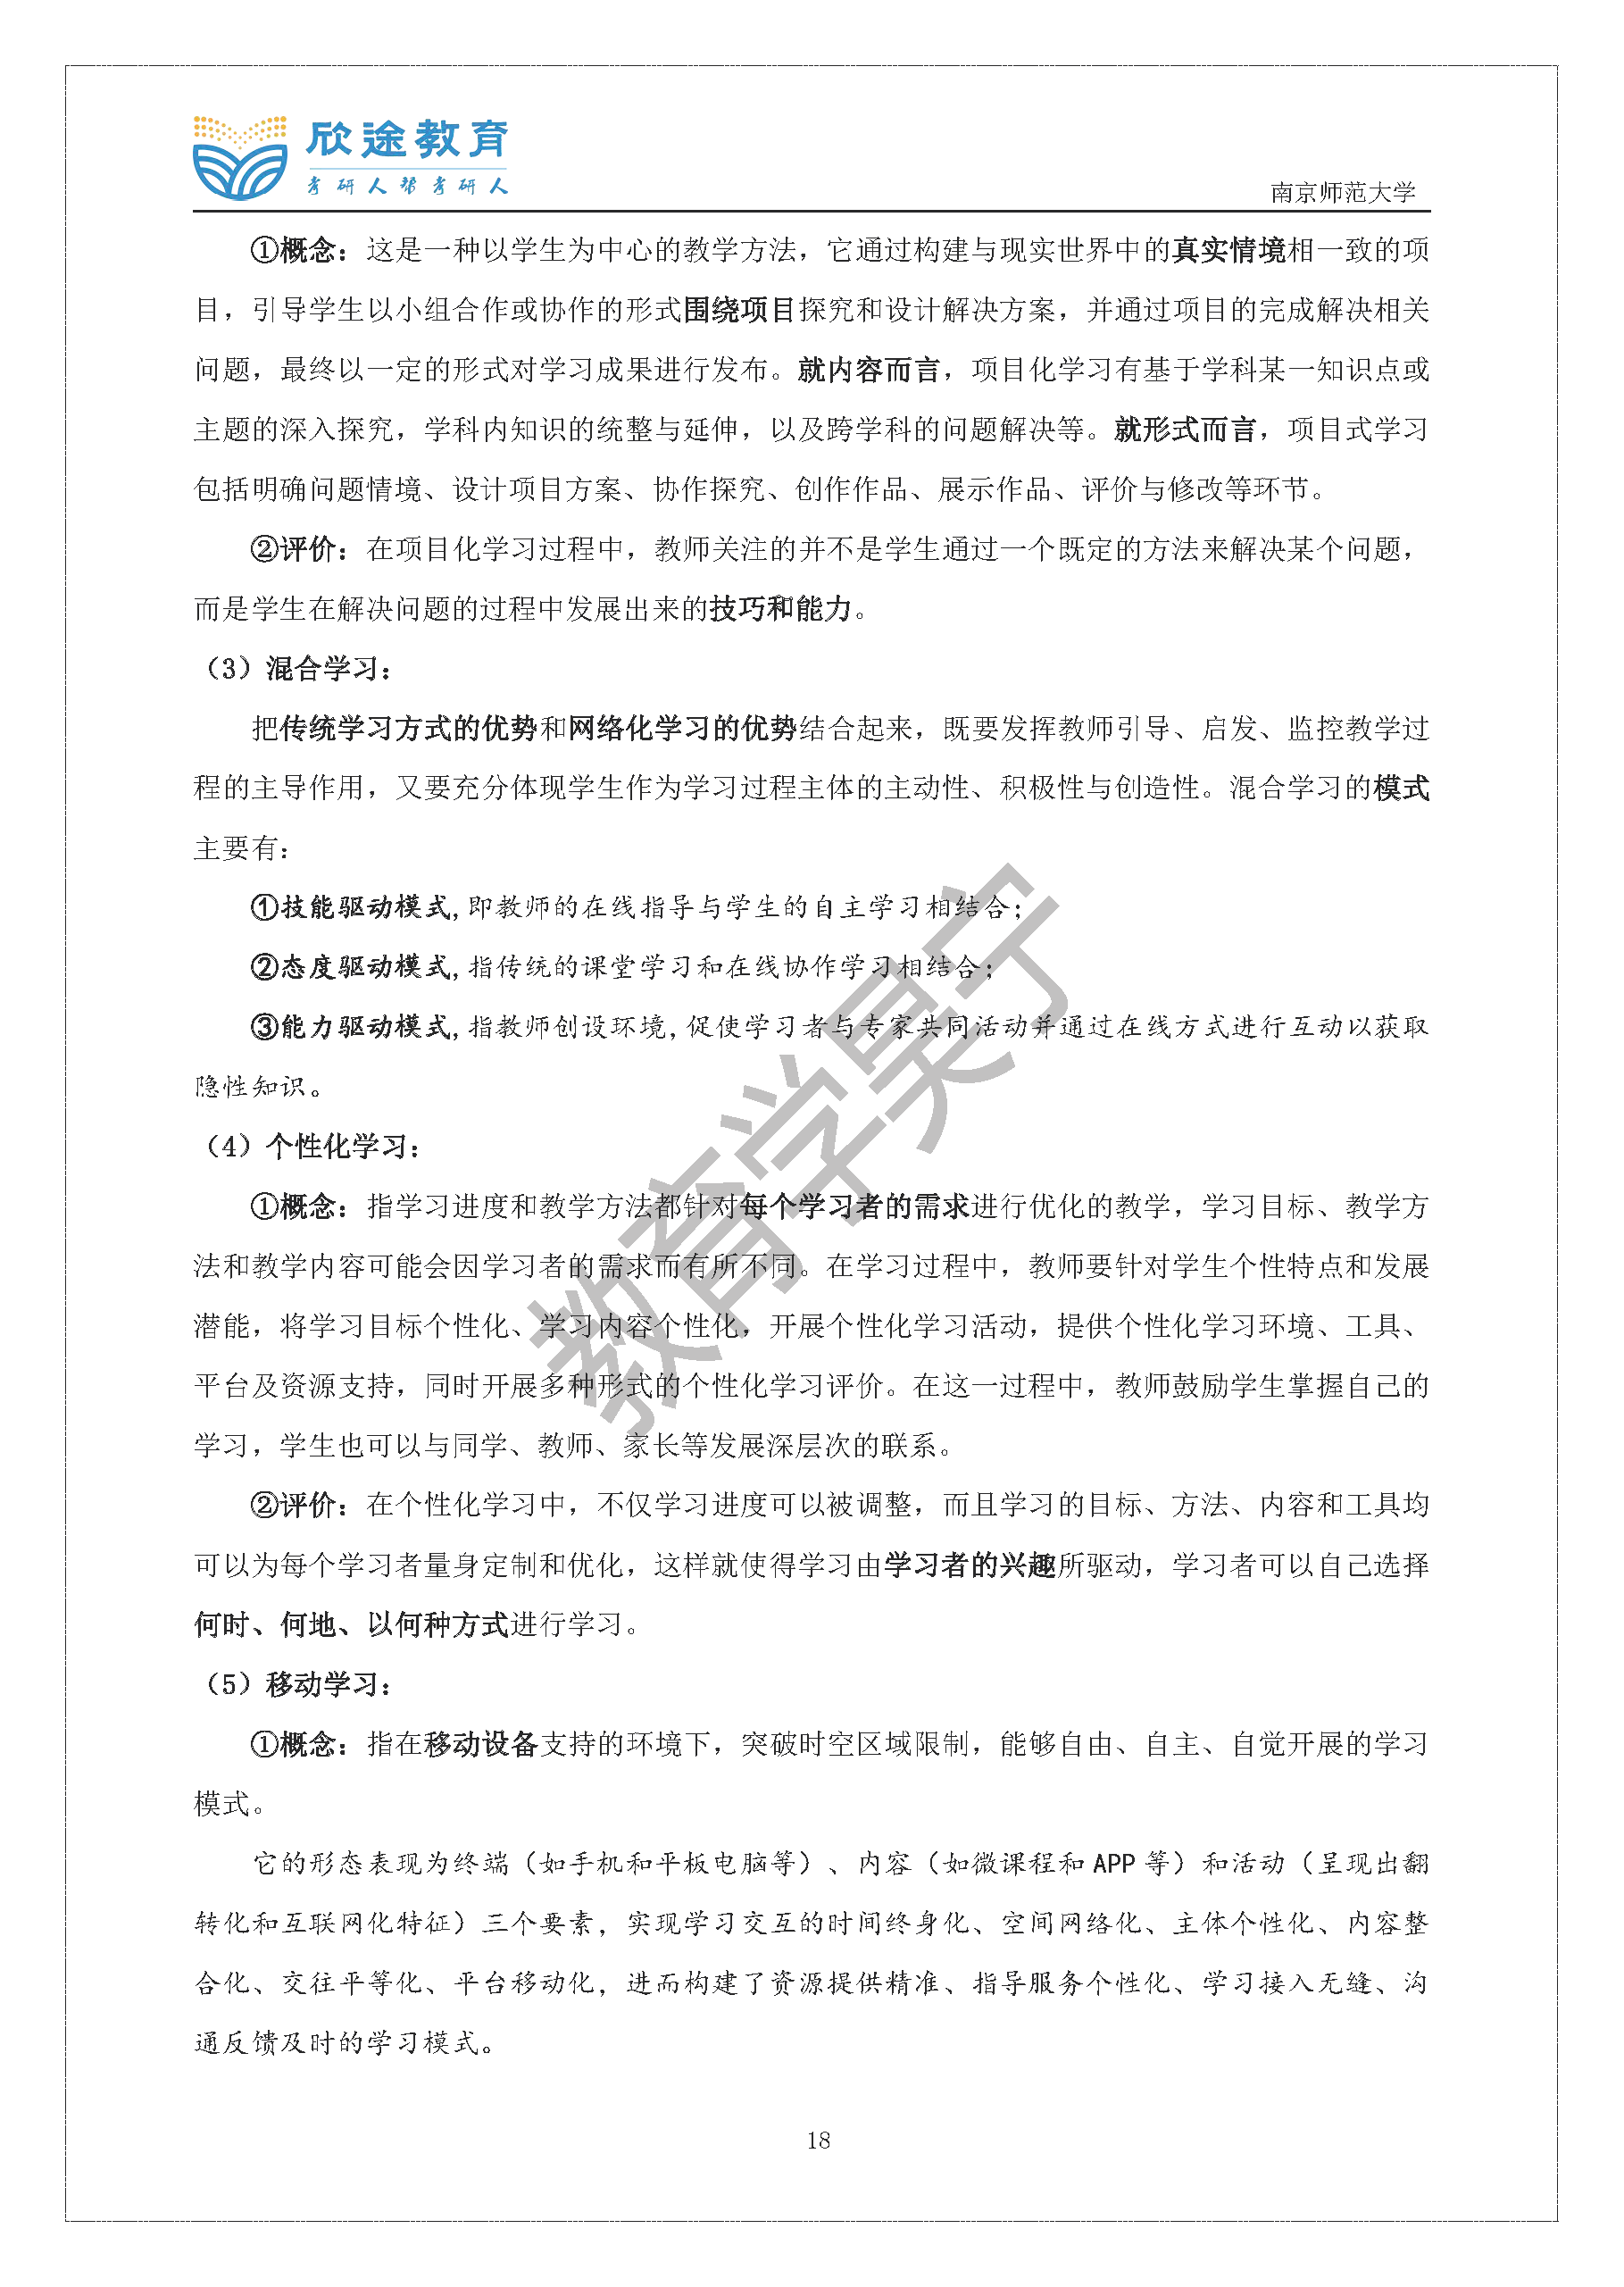 欣途教育
考研人帮考研人
南京师范大学
①概念：这是一种以学生为中心的教学方法，它通过构建与现实世界中的真实情境相一致的项
目，引导学生以小组合作或协作的形式围绕项目探究和设计解决方案，并通过项目的完成解决相关
问题，最终以一定的形式对学习成果进行发布。就内容而言，项目化学习有基于学科某一知识点或
主题的深入探究，学科内知识的统整与延伸，以及跨学科的问题解决等。就形式而言，项目式学习
包括明确问题情境、设计项目方案、协作探究、创作作品、展示作品、评价与修改等环节。
②评价：在项目化学习过程中，教师关注的并不是学生通过一个既定的方法来解决某个问题，
而是学生在解决问题的过程中发展出来的技巧和能力。
（3）混合学习：
把传统学习方式的优势和网络化学习的优势结合起来，既要发挥教师引导、启发、监控教学过
程的主导作用，又要充分体现学生作为学习过程主体的主动性、积极性与创造性。混合学习的模式
主要有：
①技能驱动模式,即教师的在线指导与学生的自主学习相结合;
②态度驱动模式,指传统的课堂学习和在线协作学习相结合;
③能力驱动模式,指教师创设环境,促使学习者与专家共同活动并通过在线方式进行互动以获取
隐性知识。
（4）个性化学习：
①概念：指学习进度和教学方法都针对每个学习者的需求进行优化的教学，学习目标、教学方
法和教学内容可能会因学习者的需求而有所不同。在学习过程中，教师要针对学生个性特点和发展
潜能，将学习目标个性化、学习内容个性化，开展个性化学习活动，提供个性化学习环境、工具、
平台及资源支持，同时开展多种形式的个性化学习评价。在这一过程中，教师鼓励学生掌握自己的
学习，学生也可以与同学、教师、家长等发展深层次的联系。
②评价：在个性化学习中，不仅学习进度可以被调整，而且学习的目标、方法、内容和工具均
可以为每个学习者量身定制和优化，这样就使得学习由学习者的兴趣所驱动，学习者可以自己选择
何时、何地、以何种方式进行学习。
（5）移动学习：
①概念：指在移动设备支持的环境下，突破时空区域限制，能够自由、自主、自觉开展的学习
模式。
它的形态表现为终端（如手机和平板电脑等）、内容（如微课程和 APP 等）和活动（呈现出翻
转化和互联网化特征）三个要素，实现学习交互的时间终身化、空间网络化、主体个性化、内容整
合化、交往平等化、平台移动化，进而构建了资源提供精准、指导服务个性化、学习接入无缝、沟
通反馈及时的学习模式。
教育学昊宁
18